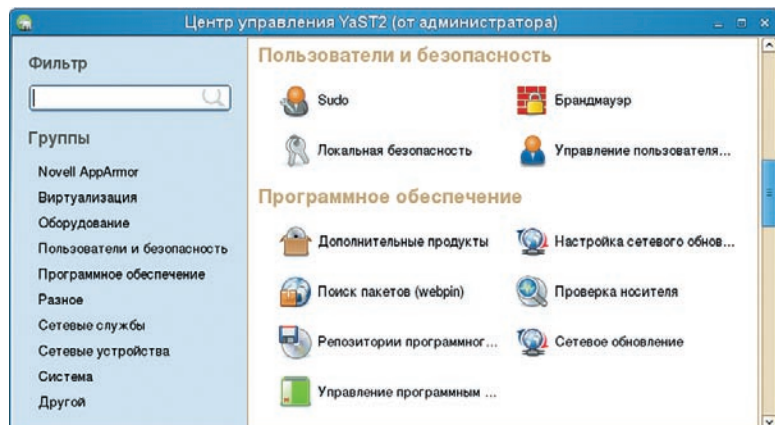 Центр управления YaST2 (от администратора)
Фильтр
Группы
Novell AppArmor
Виртуализация
Оборудование
Пользователи и безопасность
Программное обеспечение
Разное
Сетевые службы
Сетевые устройства
Система
Другой
Пользователи и безопасность
Sudo
Брандмауэр
Локальная безопасность
Управление пользователя...
Программное обеспечение
Дополнительные продукты
Настройка сетевого обнов...
Поиск пакетов (webpin)
Проверка носителя
Репозитории программног...
Сетевое обновление
Управление программным ...